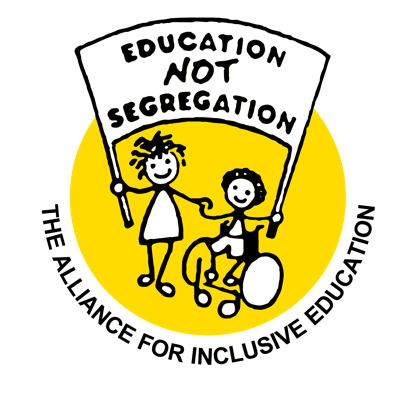 EDUCATION
NOT
SEGREGATION
THE ALLIANCE FOR INCLUSIVE EDUCATION